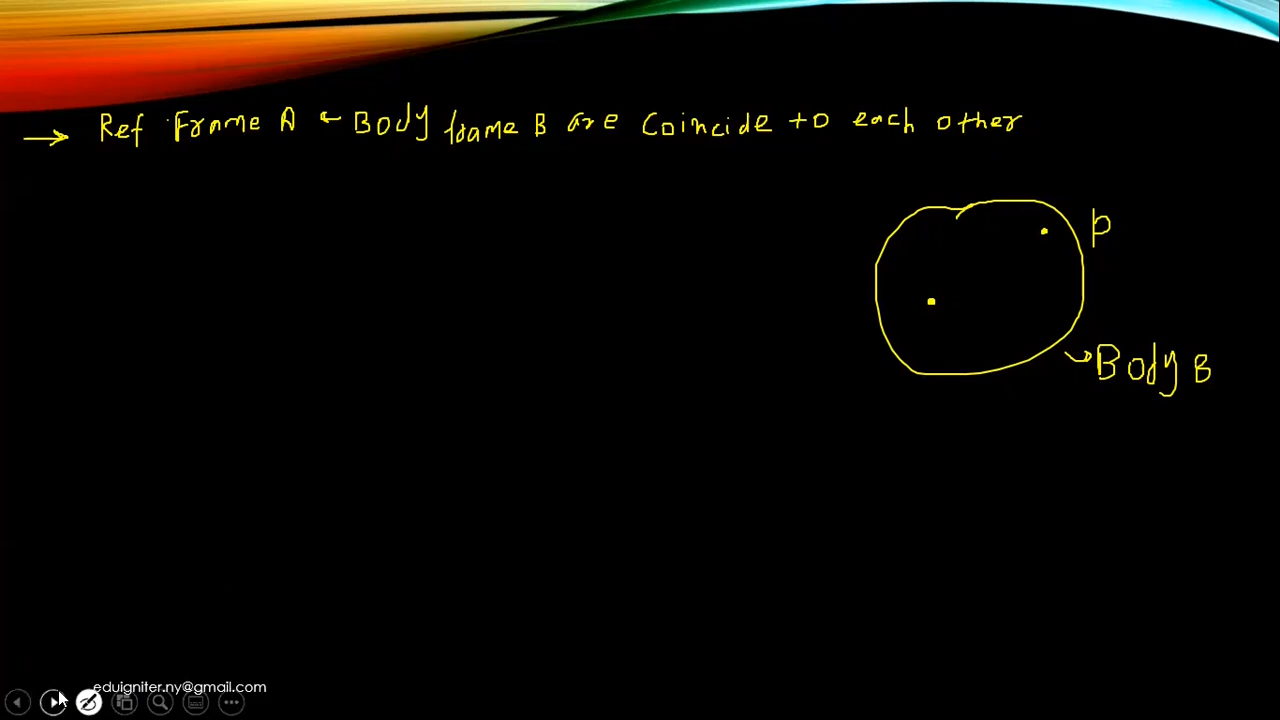 → Ref Frame A & Body frame B are Coincide to each other
P
Body B
eduigniter.ny@gmail.com